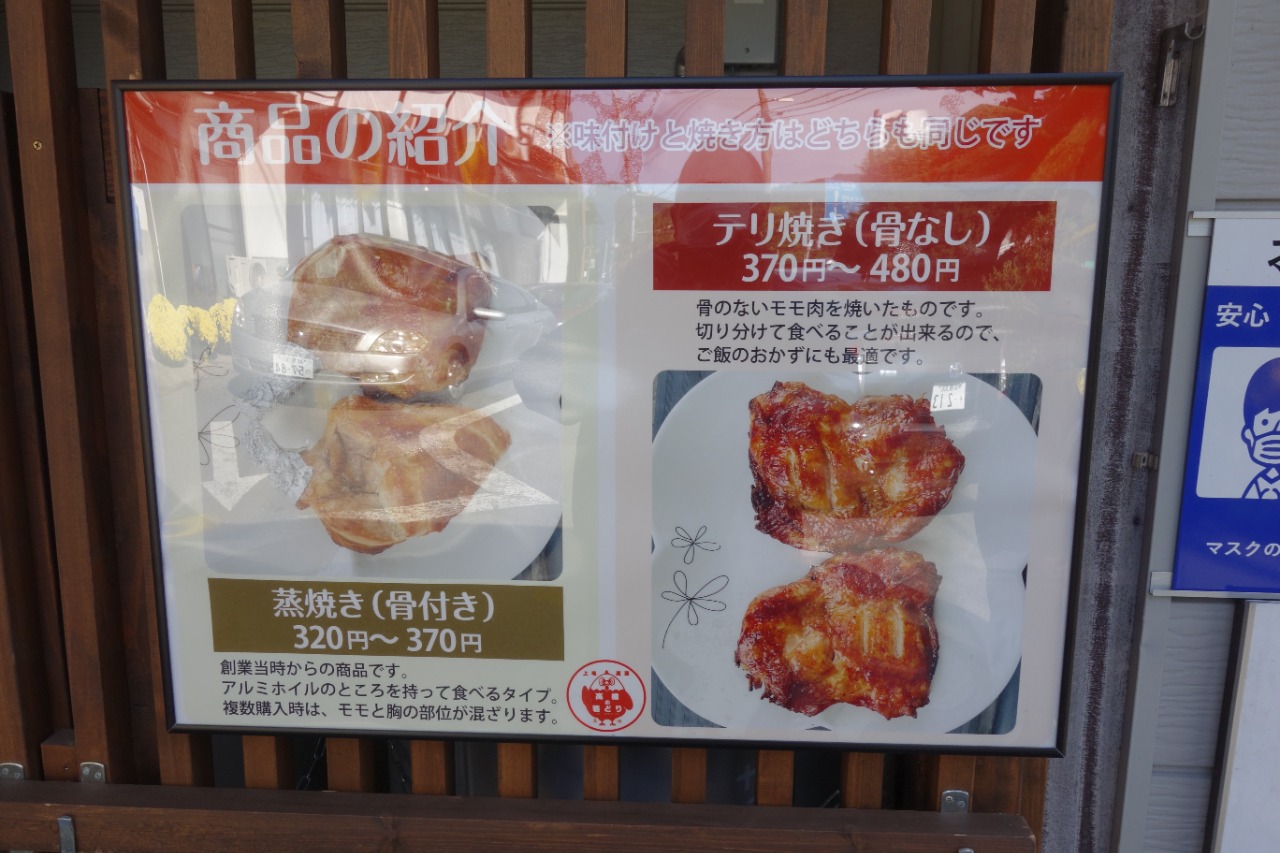 商品の紹介 ※味付けと焼き方はどちらも同じです
テリ焼き(骨なし)
370円～480円
骨のないモモ肉を焼いたものです。
切り分けて食べることが出来るので、
ご飯のおかずにも最適です。
蒸焼き(骨付き)
320円～370円
創業当時からの商品です。
アルミホイルのところを持って食べるタイプ。
複数購入時は、モモと胸の部位が混ざります。
安心
マスクの